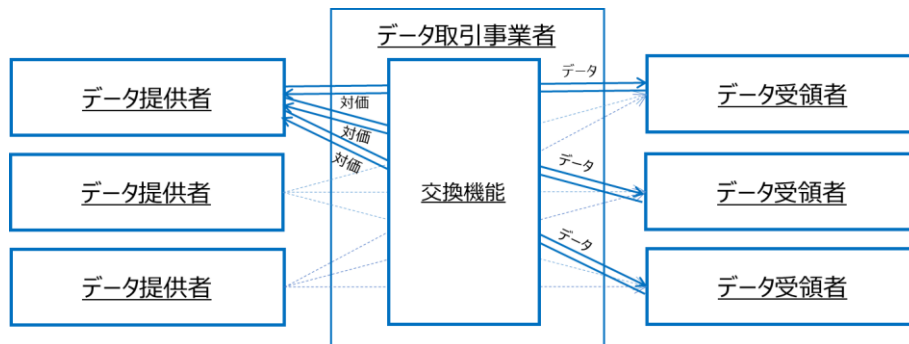 データ取引事業者
データ提供者
対価
データ
データ受領者
対価
対価
データ提供者
交換機能
データ
データ受領者
データ
データ提供者
データ受領者